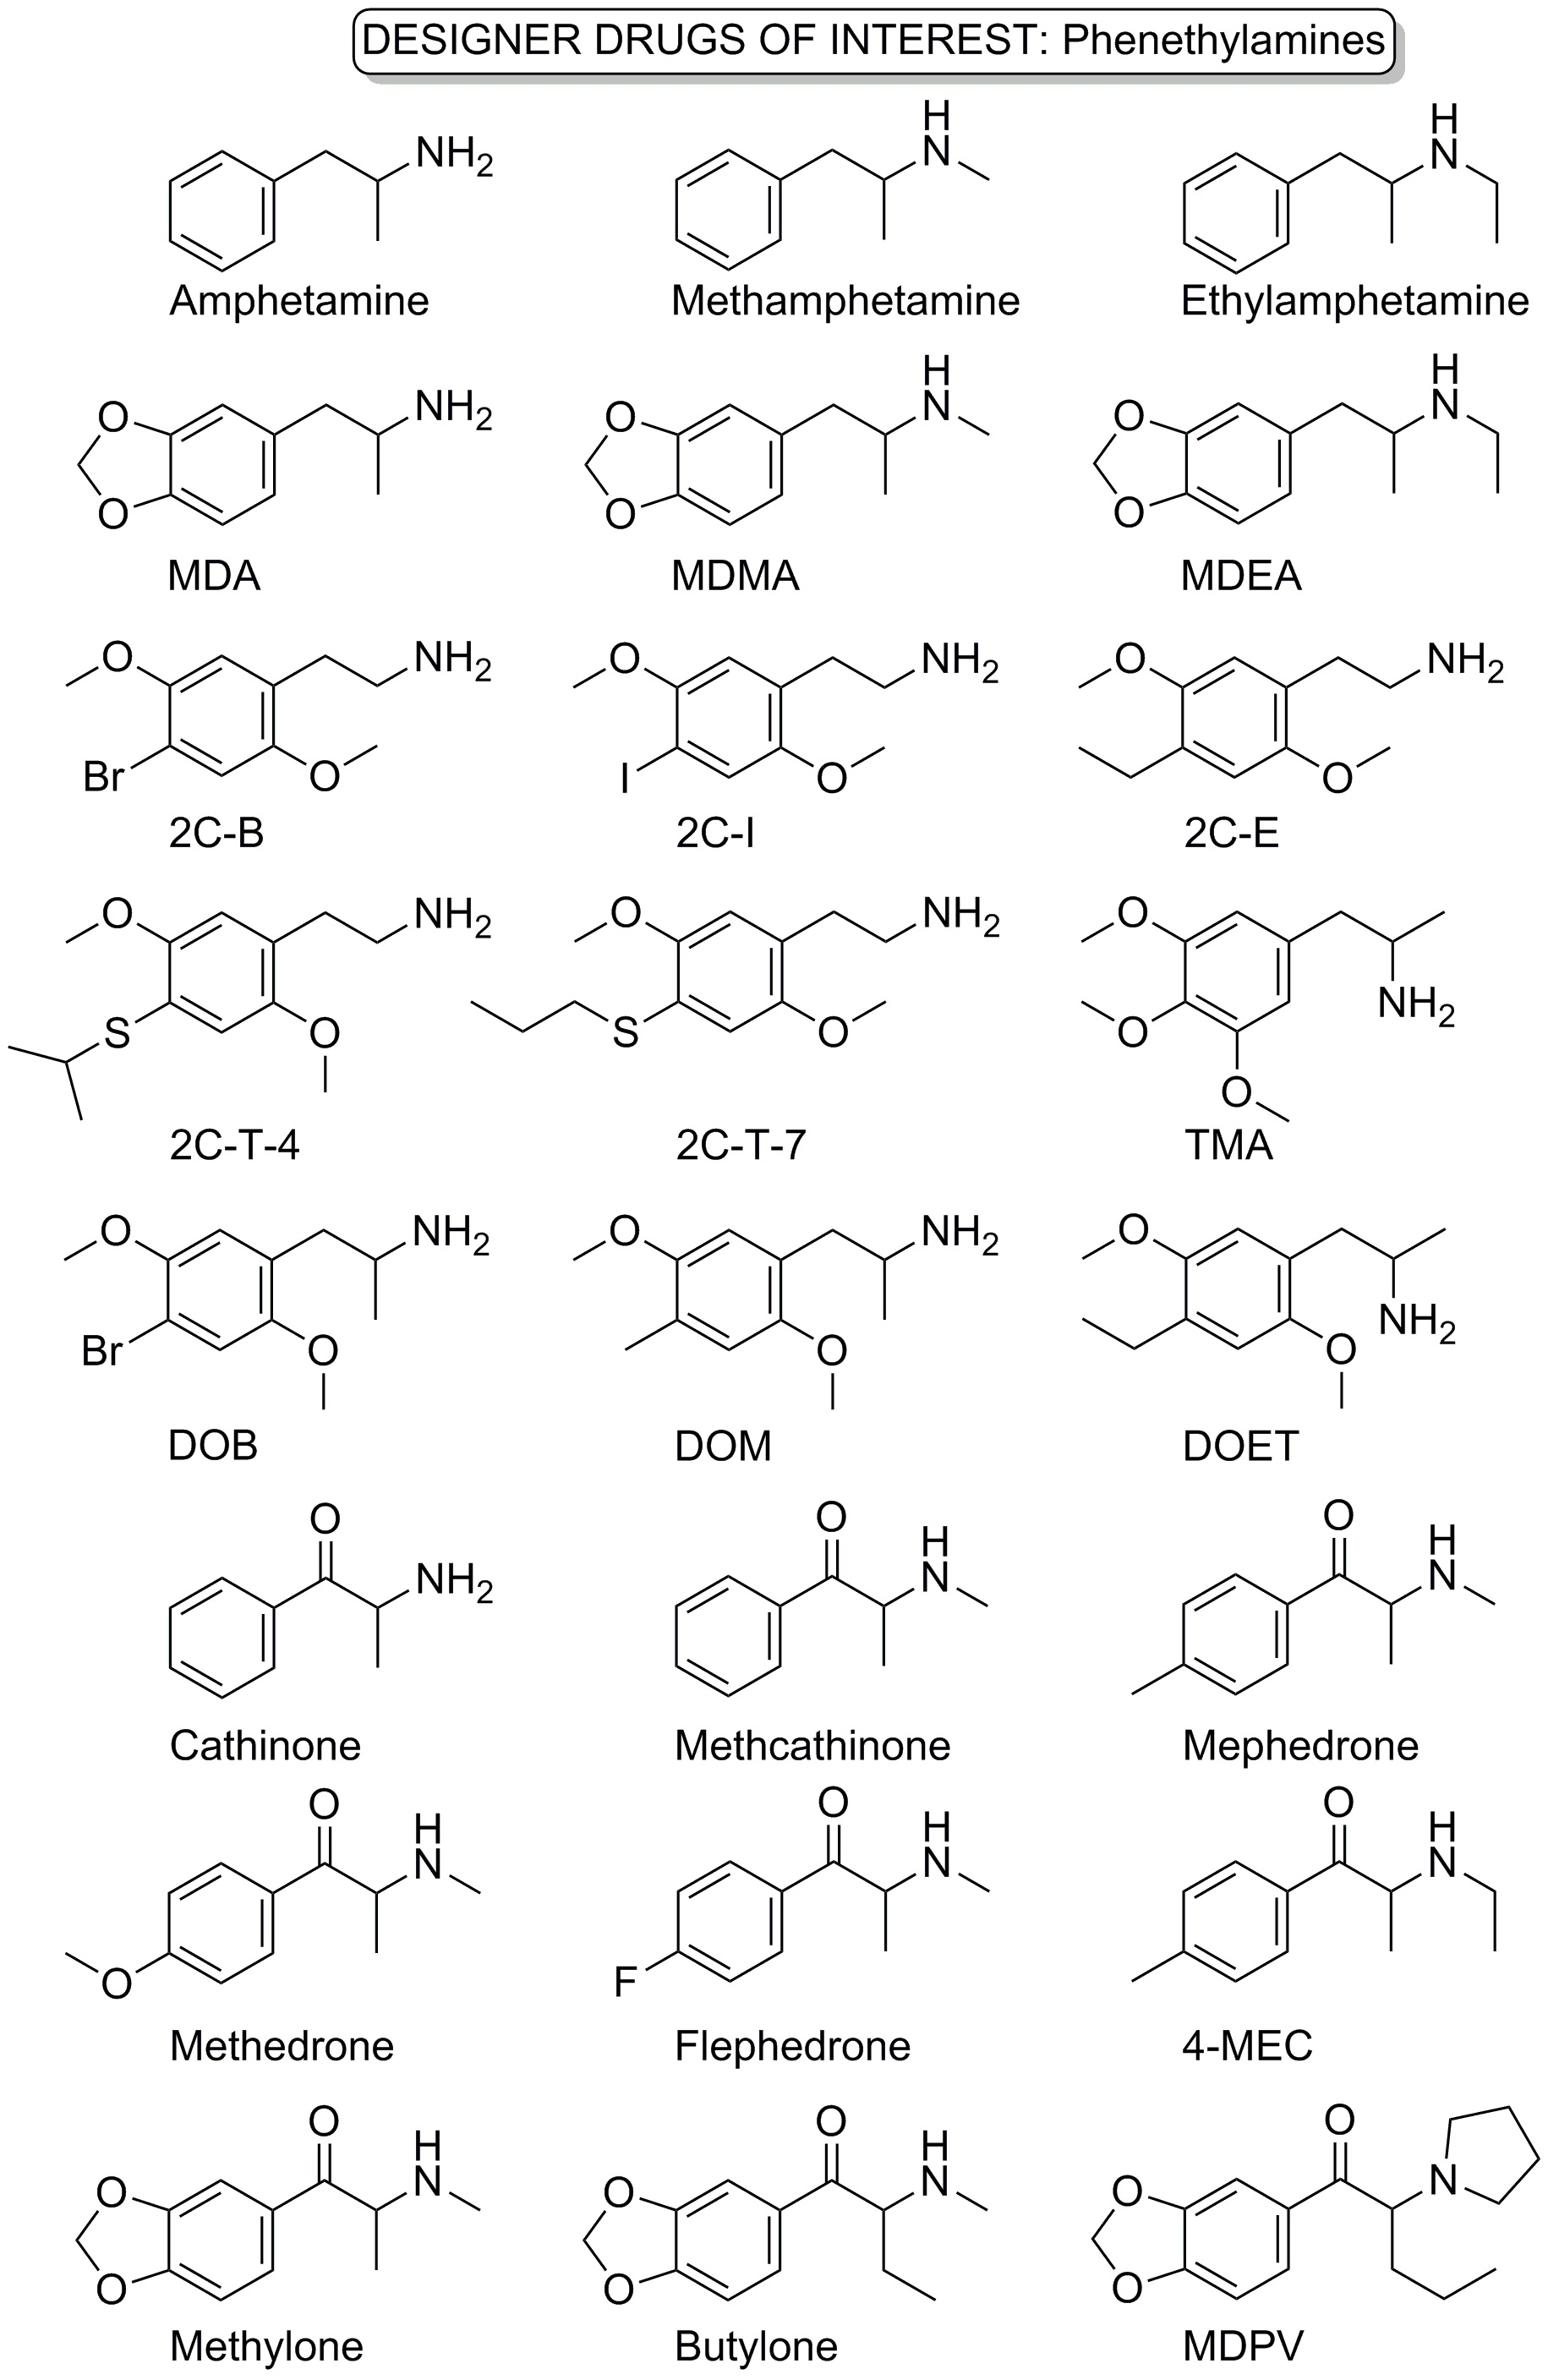 DESIGNER DRUGS OF INTEREST: Phenethylamines
NH2
H
N
H
N
Amphetamine
Methamphetamine
Ethylamphetamine
O
O
NH2
O
O
H
N
O
O
H
N
MDA
MDMA
MDEA
O
NH2
Br
O
O
NH2
I
O
O
NH2
O
2C-B
2C-I
2C-E
O
NH2
S
O
O
NH2
S
O
O
O
NH2
O
2C-T-4
2C-T-7
TMA
O
NH2
Br
O
O
NH2
O
O
NH2
O
DOB
DOM
DOET
O
NH2
O
H
N
O
H
N
Cathinone
Methcathinone
Mephedrone
O
H
N
O
O
H
N
F
O
H
N
Methedrone
Flephedrone
4-MEC
O
H
N
O
O
O
H
N
O
O
O
N
O
O
Methylone
Butylone
MDPV